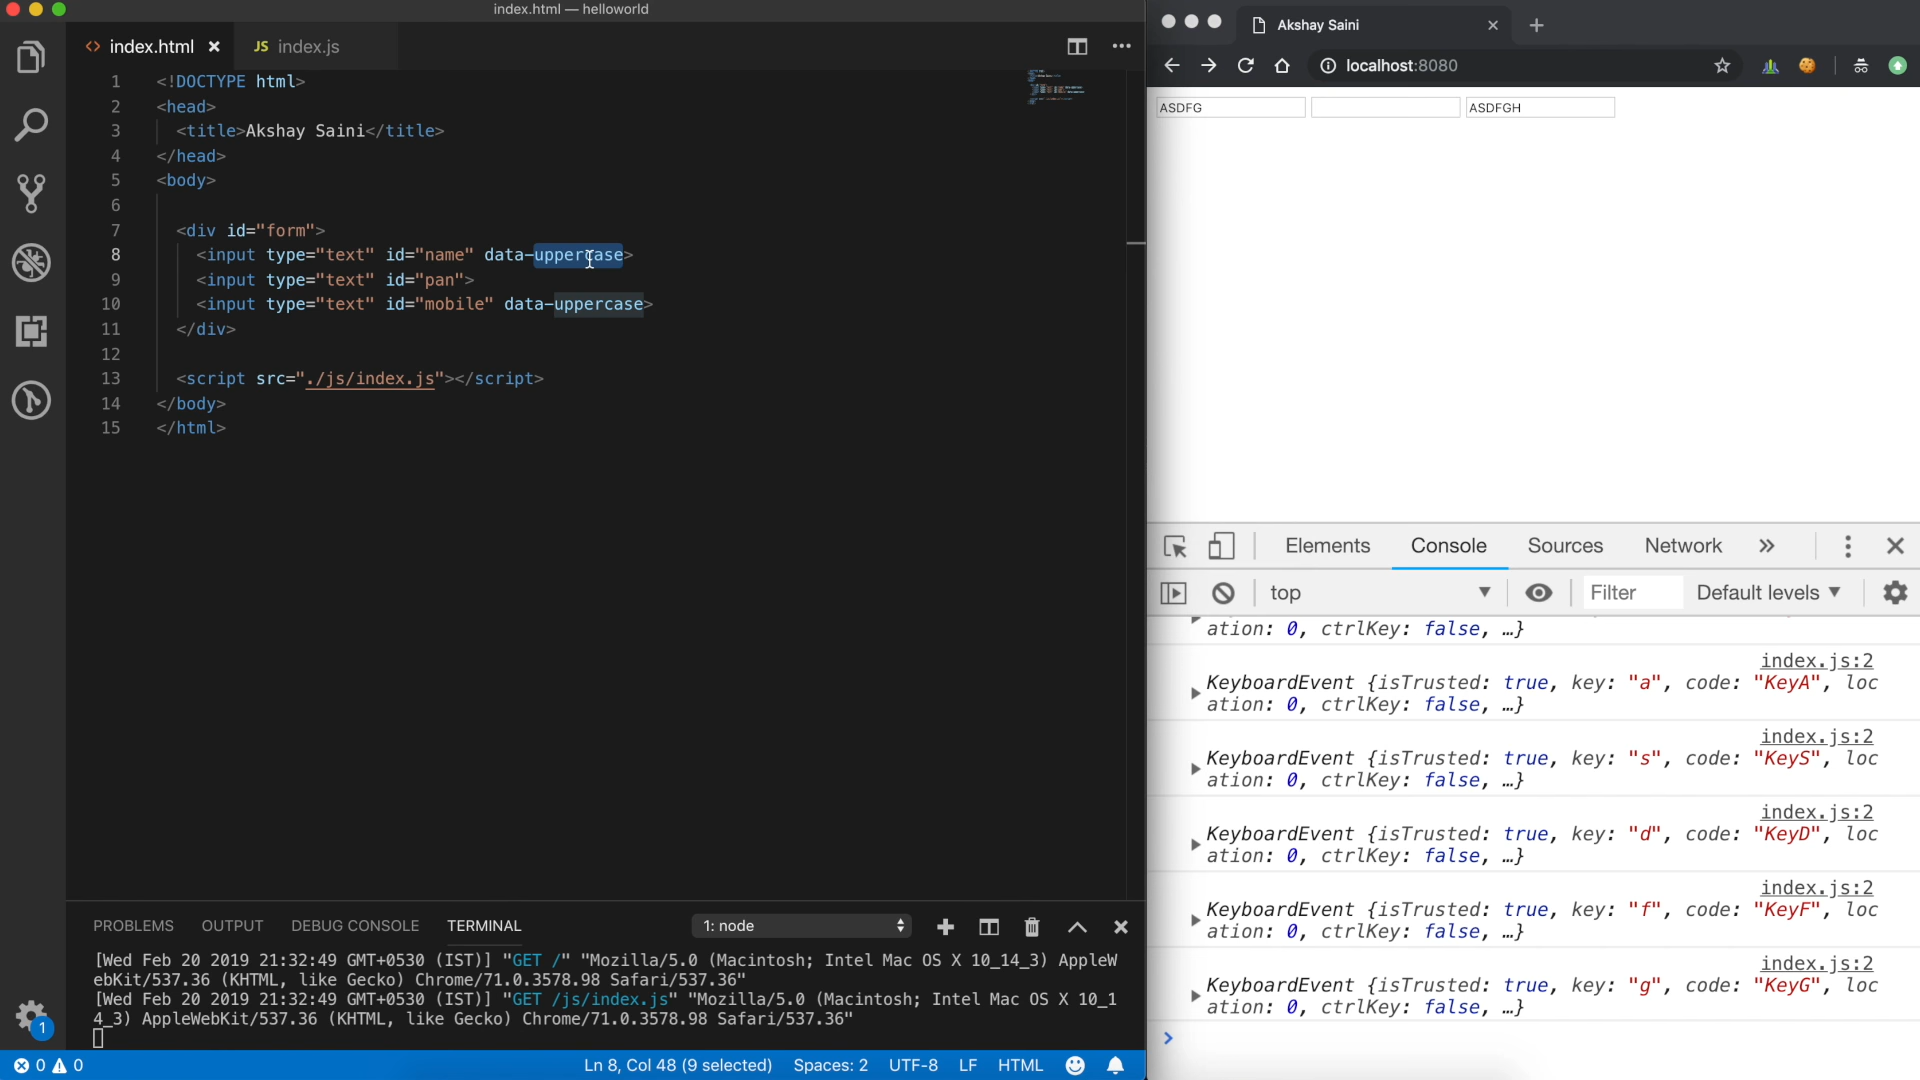 index.html — helloworld
<> index.html ×
JS index.js
1 <!DOCTYPE html>
2 <head>
3 <title>Akshay Saini</title>
4 </head>
5 <body>
6
7 <div id="form">
8 <input type="text" id="name" data-uppercase>
9 <input type="text" id="pan">
10 <input type="text" id="mobile" data-uppercase>
11 </div>
12
13 <script src="./js/index.js"></script>
14 </body>
15 </html>
PROBLEMS OUTPUT DEBUG CONSOLE TERMINAL 1: node
[Wed Feb 20 2019 21:32:49 GMT+0530 (IST)] "GET /" "Mozilla/5.0 (Macintosh; Intel Mac OS X 10_14_3) AppleW
ebKit/537.36 (KHTML, like Gecko) Chrome/71.0.3578.98 Safari/537.36"
[Wed Feb 20 2019 21:32:49 GMT+0530 (IST)] "GET /js/index.js" "Mozilla/5.0 (Macintosh; Intel Mac OS X 10_1
4_3) AppleWebKit/537.36 (KHTML, like Gecko) Chrome/71.0.3578.98 Safari/537.36"
1
0 0 Ln 8, Col 48 (9 selected) Spaces: 2 UTF-8 LF HTML
Akshay Saini
localhost:8080
ASDFG ASDFGH
Elements Console Sources Network »
top Filter Default levels
ation: 0, ctrlKey: false, …}
index.js:2
KeyboardEvent {isTrusted: true, key: "a", code: "KeyA", loc
ation: 0, ctrlKey: false, …}
index.js:2
KeyboardEvent {isTrusted: true, key: "s", code: "KeyS", loc
ation: 0, ctrlKey: false, …}
index.js:2
KeyboardEvent {isTrusted: true, key: "d", code: "KeyD", loc
ation: 0, ctrlKey: false, …}
index.js:2
KeyboardEvent {isTrusted: true, key: "f", code: "KeyF", loc
ation: 0, ctrlKey: false, …}
index.js:2
KeyboardEvent {isTrusted: true, key: "g", code: "KeyG", loc
ation: 0, ctrlKey: false, …}